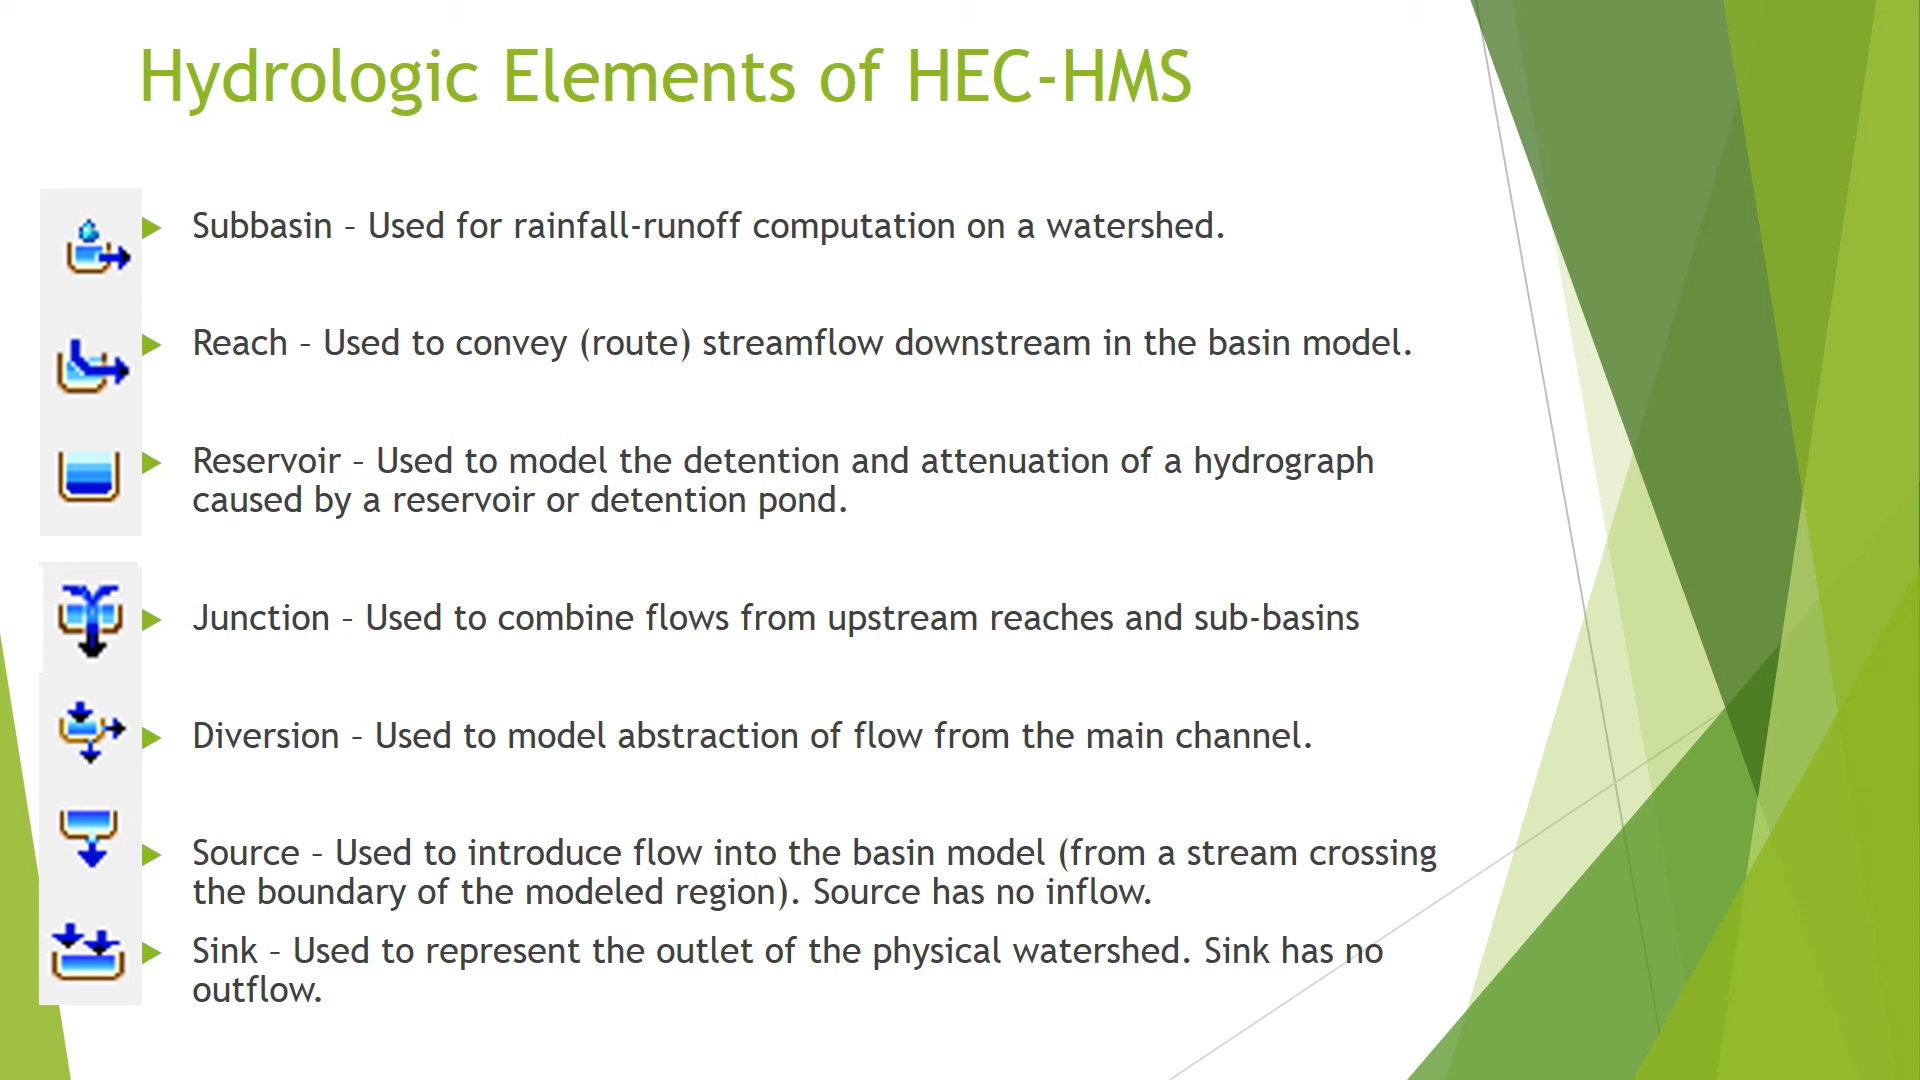 Hydrologic Elements of HEC-HMS
Subbasin – Used for rainfall-runoff computation on a watershed.
Reach – Used to convey (route) streamflow downstream in the basin model.
Reservoir – Used to model the detention and attenuation of a hydrograph
caused by a reservoir or detention pond.
Junction – Used to combine flows from upstream reaches and sub-basins
Diversion – Used to model abstraction of flow from the main channel.
Source – Used to introduce flow into the basin model (from a stream crossing
the boundary of the modeled region). Source has no inflow.
Sink – Used to represent the outlet of the physical watershed. Sink has no
outflow.